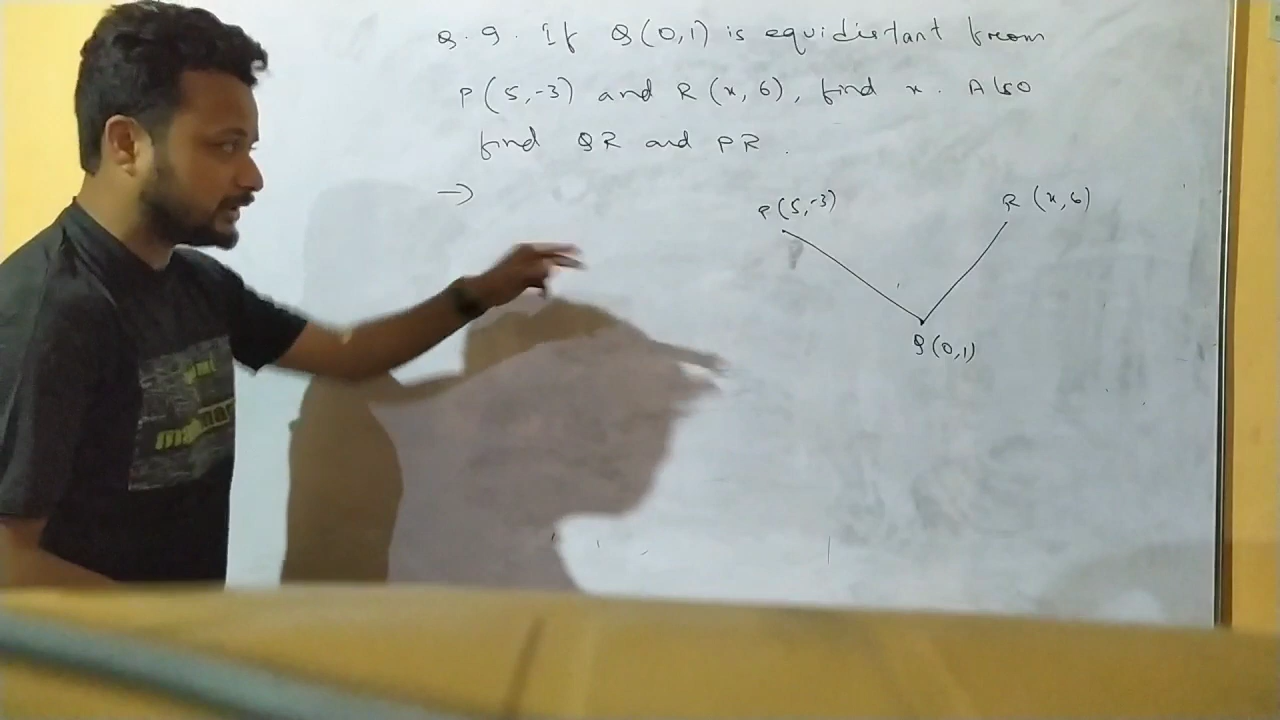 Q. 9. If Q(0,1) is equidistant from
P(5,-3) and R(x,6), find x. Also
find QR and PR.
→
P(5,-3)
R(x,6)
Q(0,1)